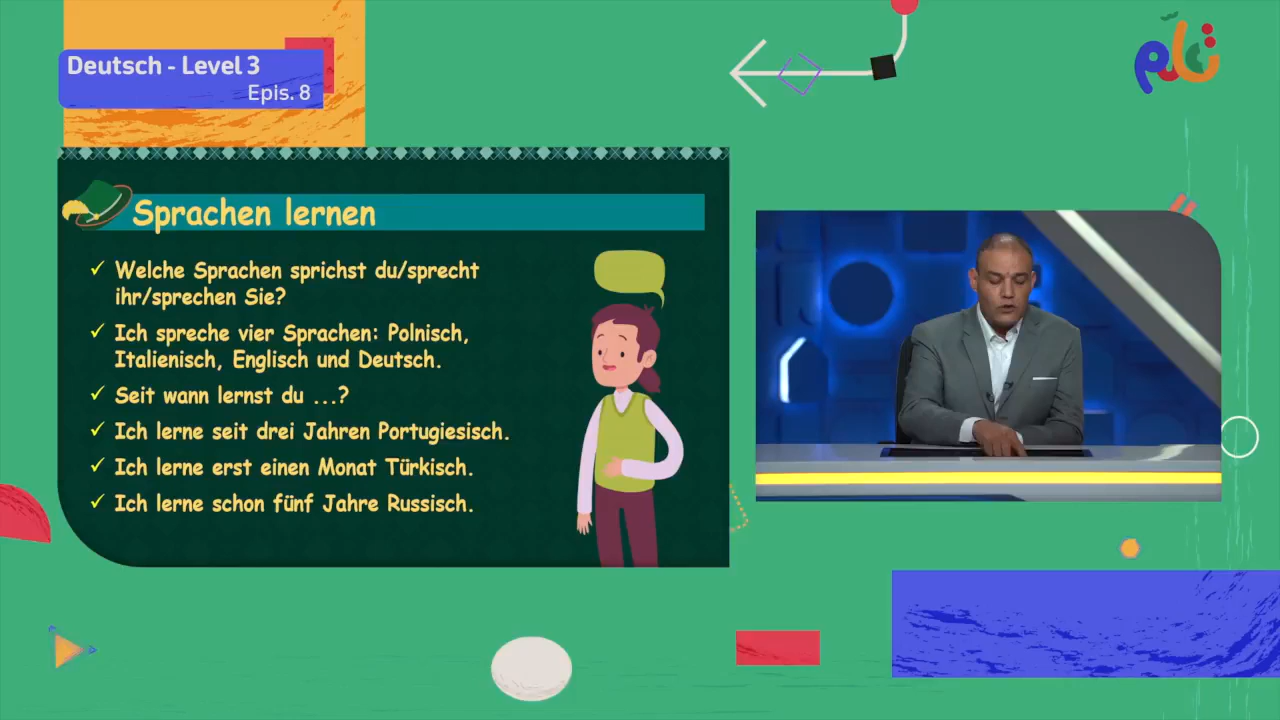 Deutsch - Level 3
Epis. 8
Sprachen lernen
✓ Welche Sprachen sprichst du/sprecht
ihr/sprechen Sie?
✓ Ich spreche vier Sprachen: Polnisch,
Italienisch, Englisch und Deutsch.
✓ Seit wann lernst du ...?
✓ Ich lerne seit drei Jahren Portugiesisch.
✓ Ich lerne erst einen Monat Türkisch.
✓ Ich lerne schon fünf Jahre Russisch.